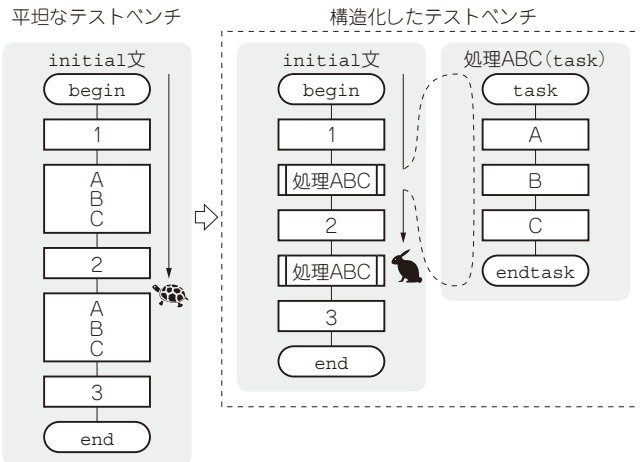 平坦なテストベンチ
initial文
begin
1
A
B
C
2
A
B
C
3
end
構造化したテストベンチ
initial文
begin
1
処理ABC
2
処理ABC
3
end
処理ABC(task)
task
A
B
C
endtask